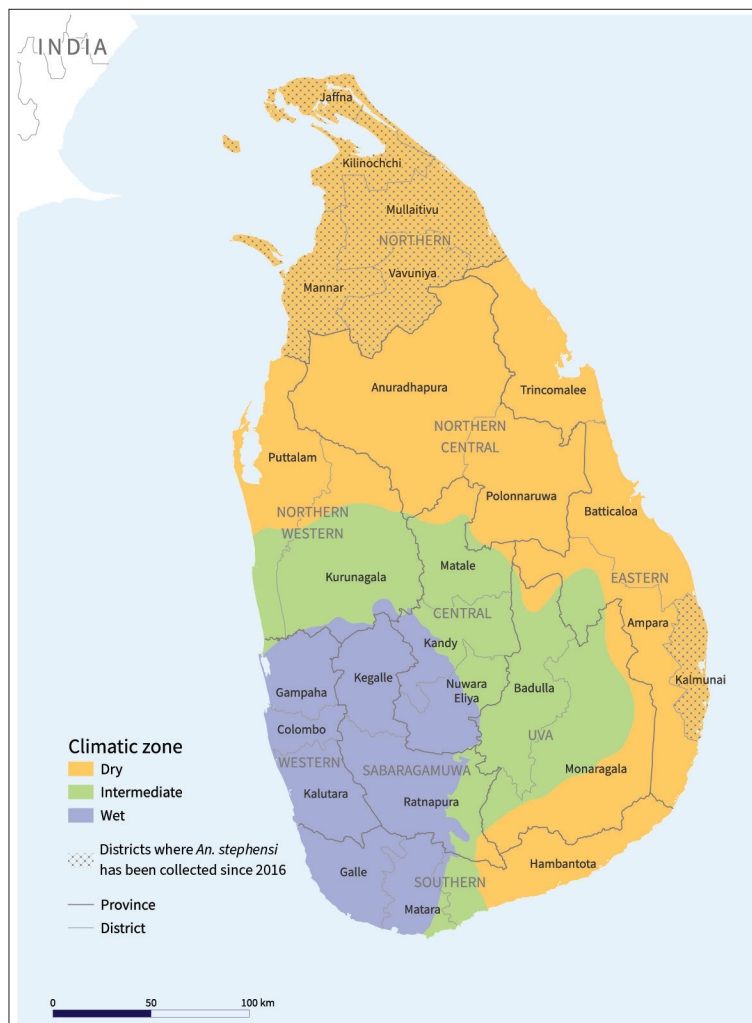 INDIA
Jaffna
Kilinochchi
Mullaitivu
NORTHERN
Vavuniya
Mannar
Anuradhapura
Trincomalee
NORTHERN
CENTRAL
Puttalam
Polonnaruwa
Batticaloa
NORTHERN
WESTERN
Matale
Kurunagala
EASTERN
CENTRAL
Ampara
Kandy
Kegalle
Kalmunai
Nuwara
Eliya
Badulla
Gampaha
Colombo
UVA
WESTERN
SABARAGAMUWA
Monaragala
Kalutara
Ratnapura
Hambantota
Galle
SOUTHERN
Matara
Climatic zone
Dry
Intermediate
Wet
Districts where An. stephensi
has been collected since 2016
Province
District
0 50 100 km